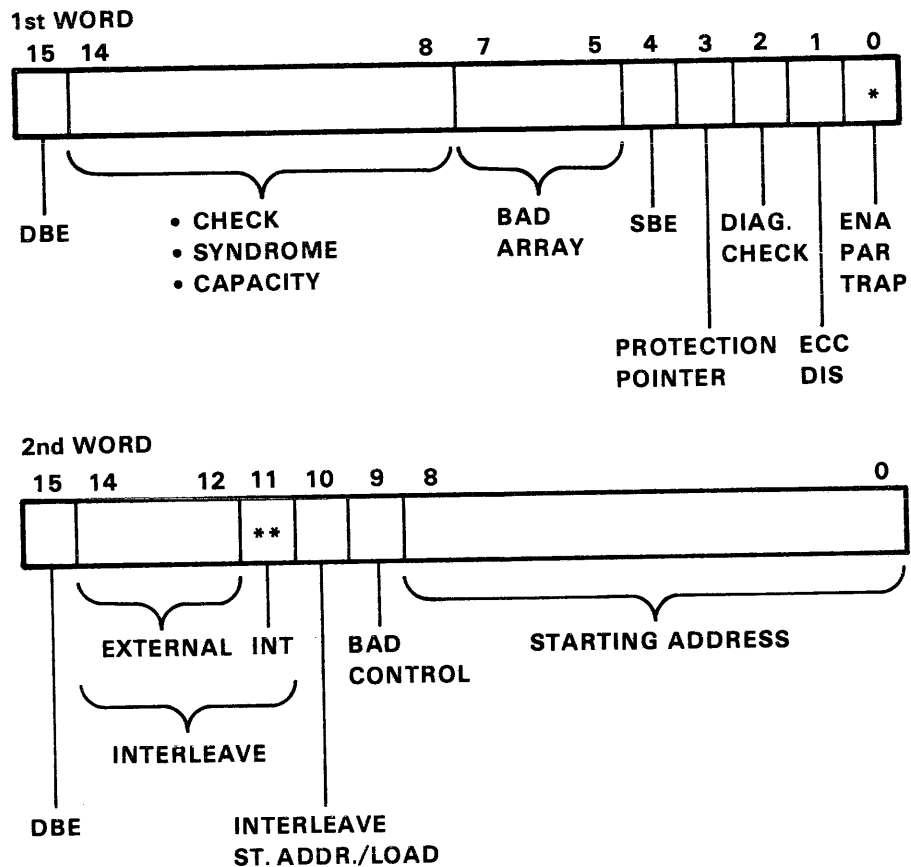 1st WORD
15 14 8 7 5 4 3 2 1 0
*
DBE
• CHECK
• SYNDROME
• CAPACITY
BAD
ARRAY
SBE
DIAG.
CHECK
ENA
PAR
TRAP
PROTECTION
POINTER
ECC
DIS
2nd WORD
15 14 12 11 10 9 8 0
**
EXTERNAL INT
BAD
CONTROL
STARTING ADDRESS
INTERLEAVE
DBE
INTERLEAVE
ST. ADDR./LOAD